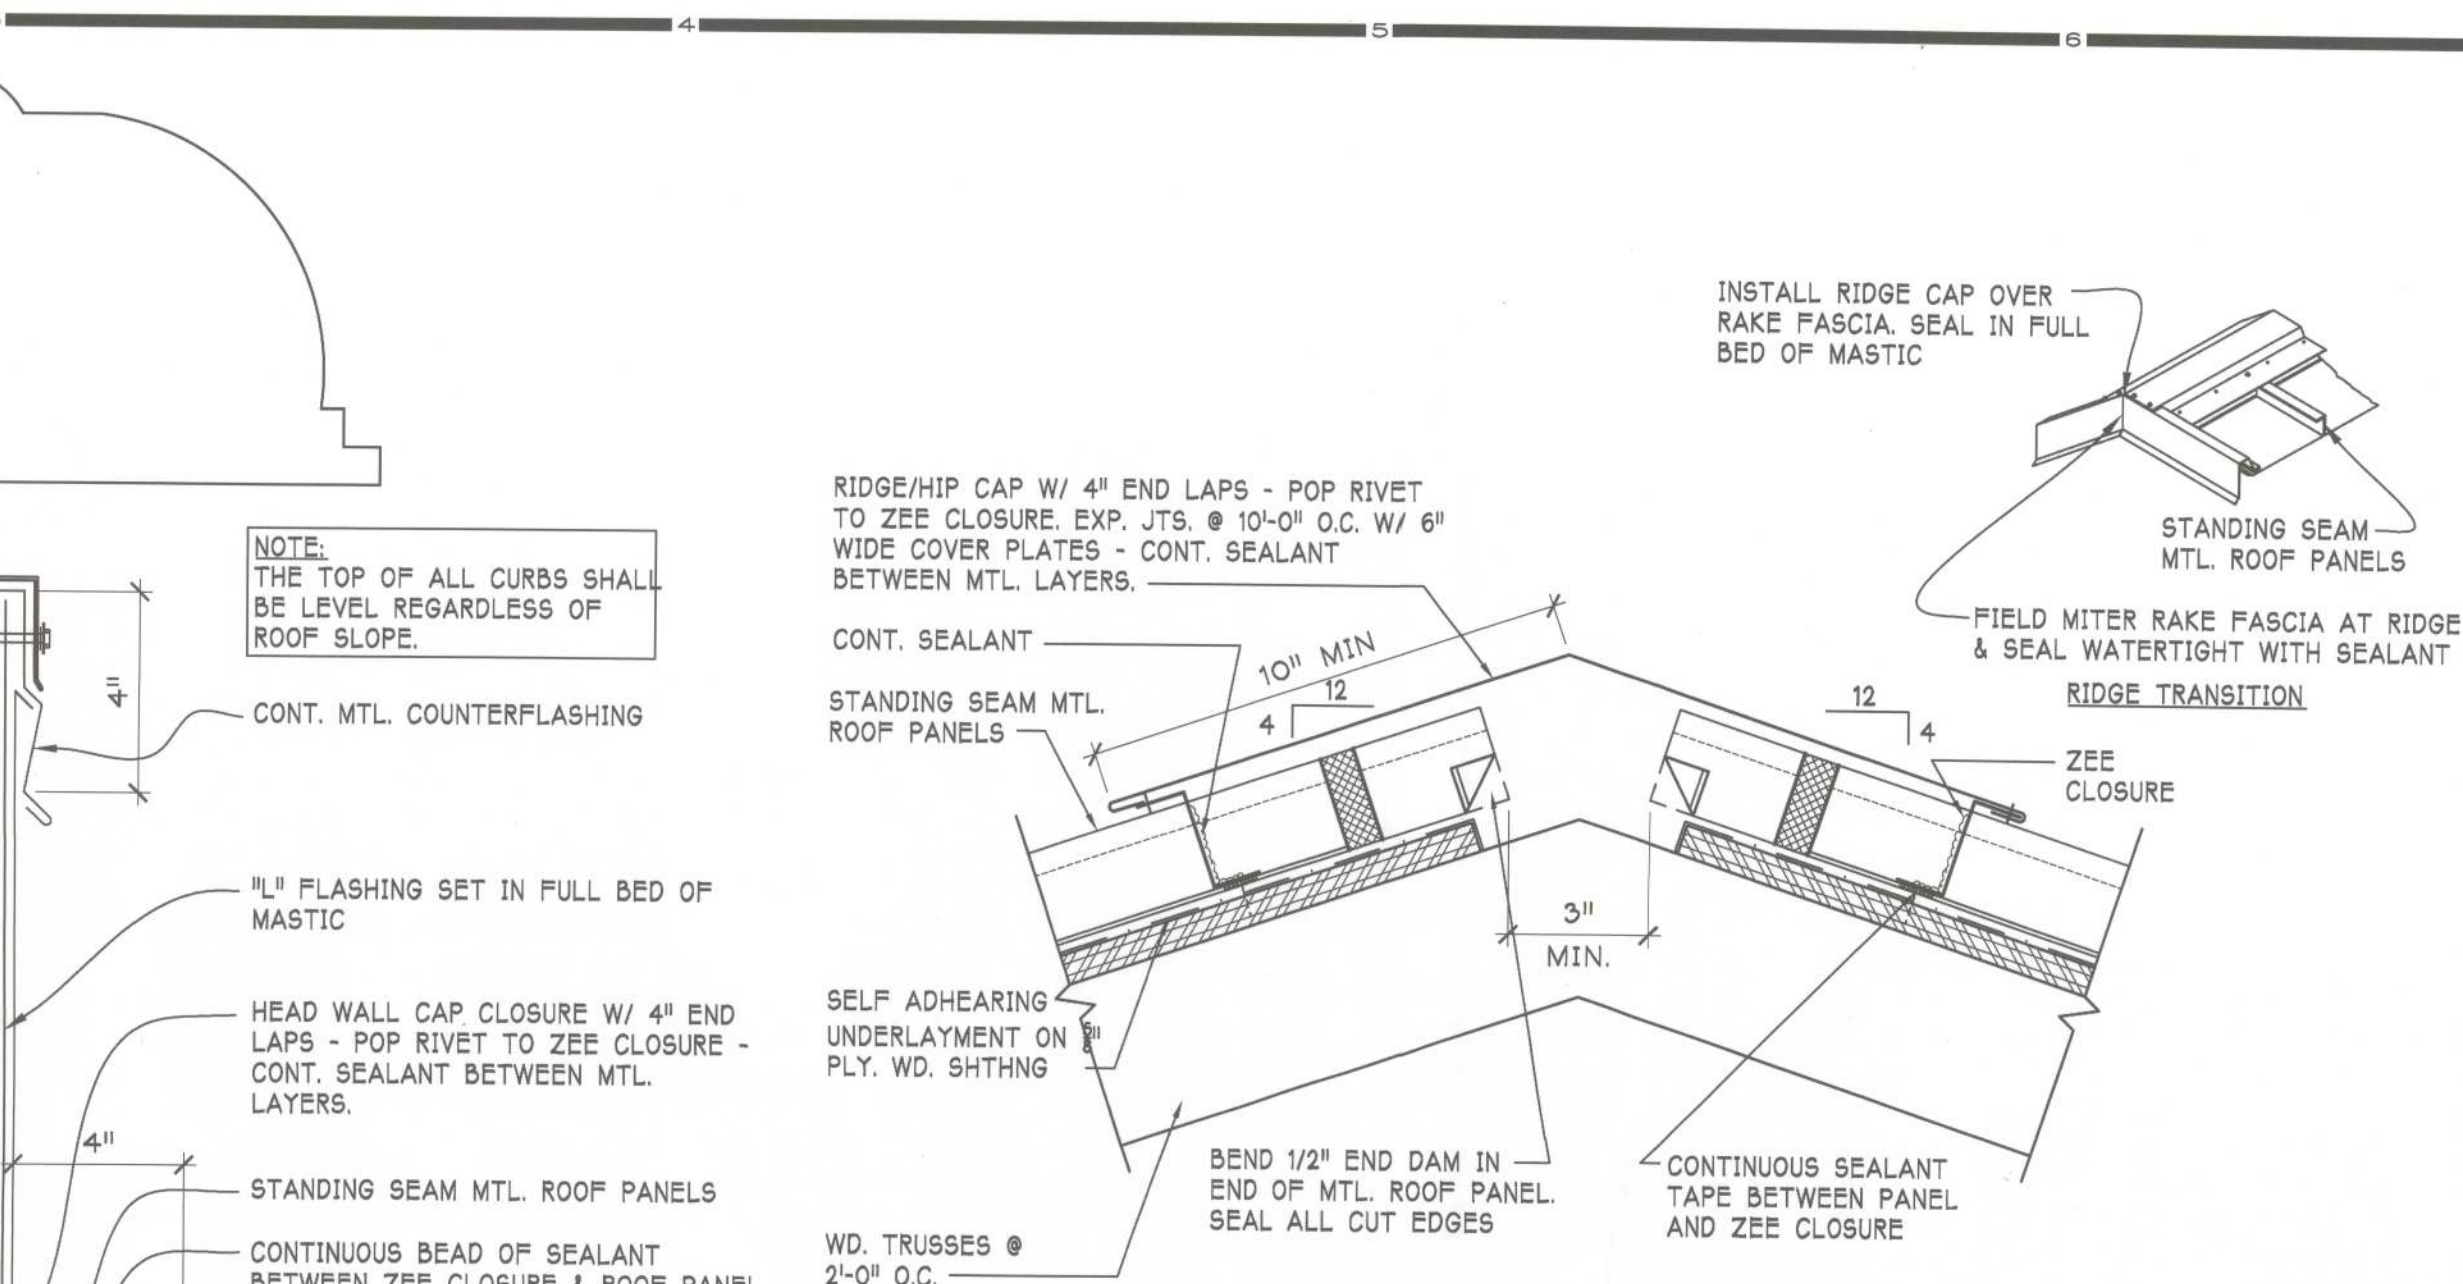 4
5
6
NOTE:
THE TOP OF ALL CURBS SHALL
BE LEVEL REGARDLESS OF
ROOF SLOPE.
4"
CONT. MTL. COUNTERFLASHING
"L" FLASHING SET IN FULL BED OF
MASTIC
HEAD WALL CAP CLOSURE W/ 4" END
LAPS - POP RIVET TO ZEE CLOSURE -
CONT. SEALANT BETWEEN MTL.
LAYERS.
4"
STANDING SEAM MTL. ROOF PANELS
CONTINUOUS BEAD OF SEALANT
BETWEEN ZEE CLOSURE & ROOF PANEL
RIDGE/HIP CAP W/ 4" END LAPS - POP RIVET
TO ZEE CLOSURE. EXP. JTS. @ 10'-0" O.C. W/ 6"
WIDE COVER PLATES - CONT. SEALANT
BETWEEN MTL. LAYERS.
CONT. SEALANT
STANDING SEAM MTL.
ROOF PANELS
10" MIN
12
4
12
4
ZEE
CLOSURE
3"
MIN.
SELF ADHEARING
UNDERLAYMENT ON 5/8"
PLY. WD. SHTHNG
WD. TRUSSES @
2'-0" O.C.
BEND 1/2" END DAM IN
END OF MTL. ROOF PANEL.
SEAL ALL CUT EDGES
CONTINUOUS SEALANT
TAPE BETWEEN PANEL
AND ZEE CLOSURE
INSTALL RIDGE CAP OVER
RAKE FASCIA. SEAL IN FULL
BED OF MASTIC
STANDING SEAM
MTL. ROOF PANELS
FIELD MITER RAKE FASCIA AT RIDGE
& SEAL WATERTIGHT WITH SEALANT
RIDGE TRANSITION